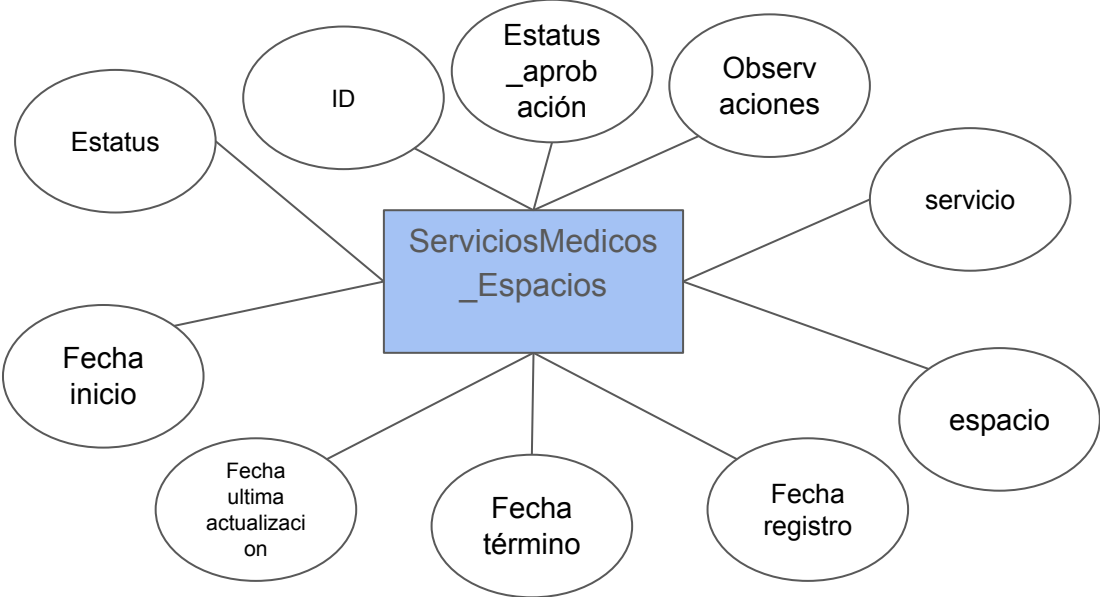 Estatus
_aprob
ación
Observ
aciones
ID
Estatus
servicio
ServiciosMedicos
_Espacios
Fecha
inicio
espacio
Fecha
ultima
actualizaci
on
Fecha
término
Fecha
registro